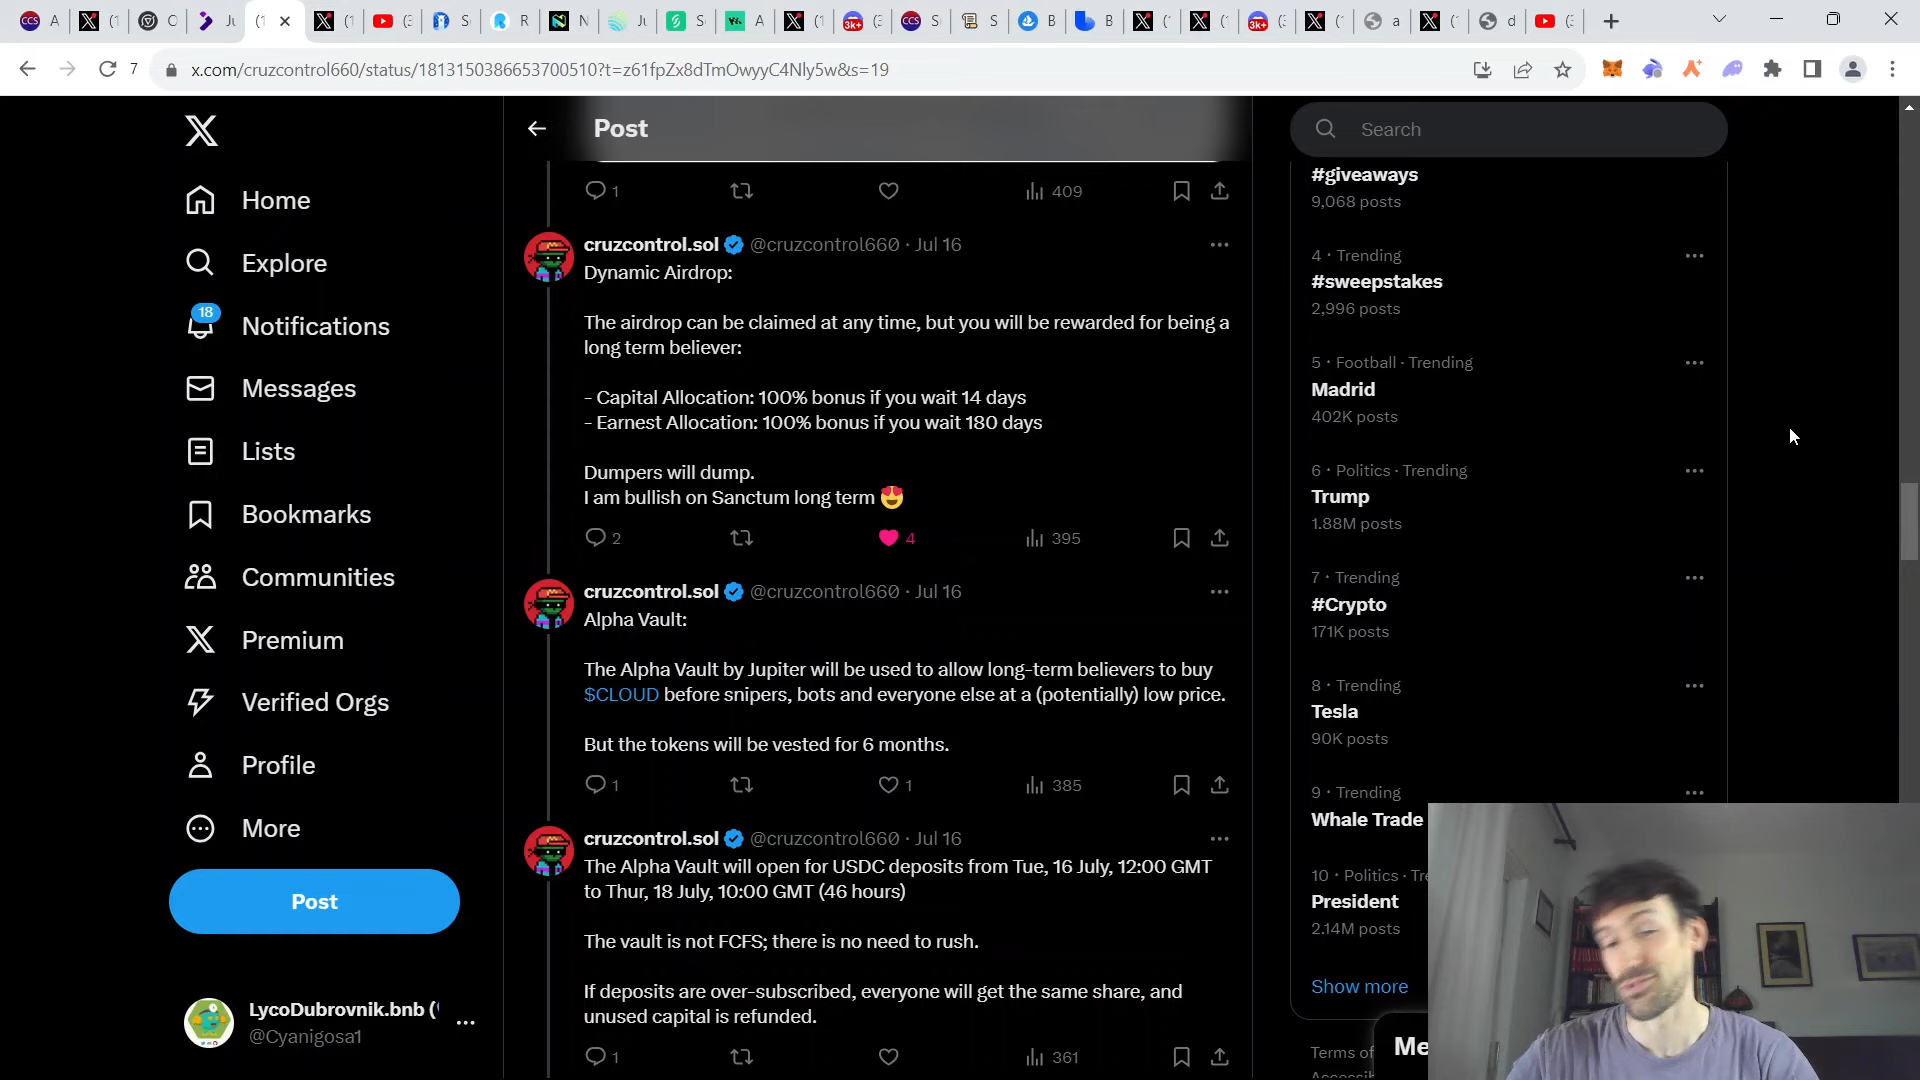 7
x.com/cruzcontrol660/status/1813150386653700510?t=z61fpZx8dTmOwyyC4Nly5w&s=19
Home
Explore
18
Notifications
Messages
Lists
Bookmarks
Communities
Premium
Verified Orgs
Profile
More
Post
LycoDubrovnik.bnb (
@Cyanigosa1
Post
1
409
cruzcontrol.sol @cruzcontrol660 · Jul 16
Dynamic Airdrop:
The airdrop can be claimed at any time, but you will be rewarded for being a
long term believer:
- Capital Allocation: 100% bonus if you wait 14 days
- Earnest Allocation: 100% bonus if you wait 180 days
Dumpers will dump.
I am bullish on Sanctum long term 😍
2 4 395
cruzcontrol.sol @cruzcontrol660 · Jul 16
Alpha Vault:
The Alpha Vault by Jupiter will be used to allow long-term believers to buy
$CLOUD before snipers, bots and everyone else at a (potentially) low price.
But the tokens will be vested for 6 months.
1 1 385
cruzcontrol.sol @cruzcontrol660 · Jul 16
The Alpha Vault will open for USDC deposits from Tue, 16 July, 12:00 GMT
to Thur, 18 July, 10:00 GMT (46 hours)
The vault is not FCFS; there is no need to rush.
If deposits are over-subscribed, everyone will get the same share, and
unused capital is refunded.
1 361
Search
#giveaways
9,068 posts
4 · Trending
#sweepstakes
2,996 posts
5 · Football · Trending
Madrid
402K posts
6 · Politics · Trending
Trump
1.88M posts
7 · Trending
#Crypto
171K posts
8 · Trending
Tesla
90K posts
9 · Trending
Whale Trade
10 · Politics · Tre
President
2.14M posts
Show more
Terms of
Me